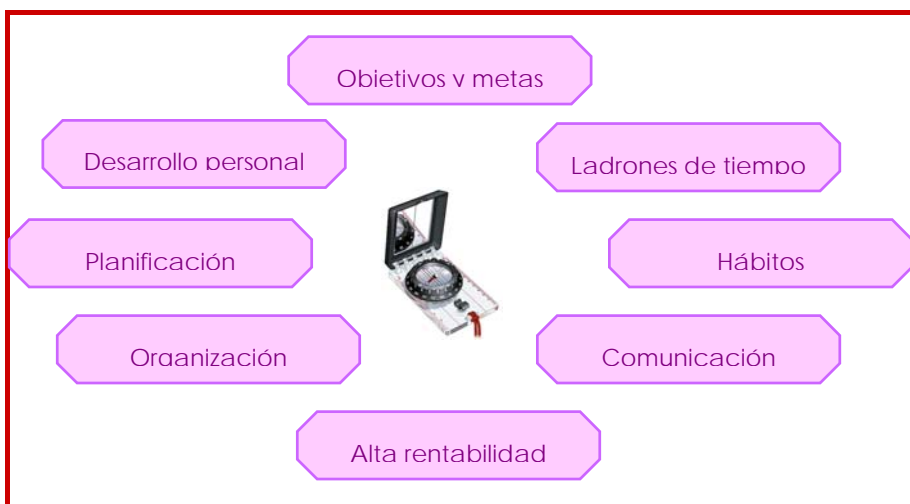 Objetivos y metas
Desarrollo personal
Ladrones de tiempo
Planificación
Hábitos
Organización
Comunicación
Alta rentabilidad